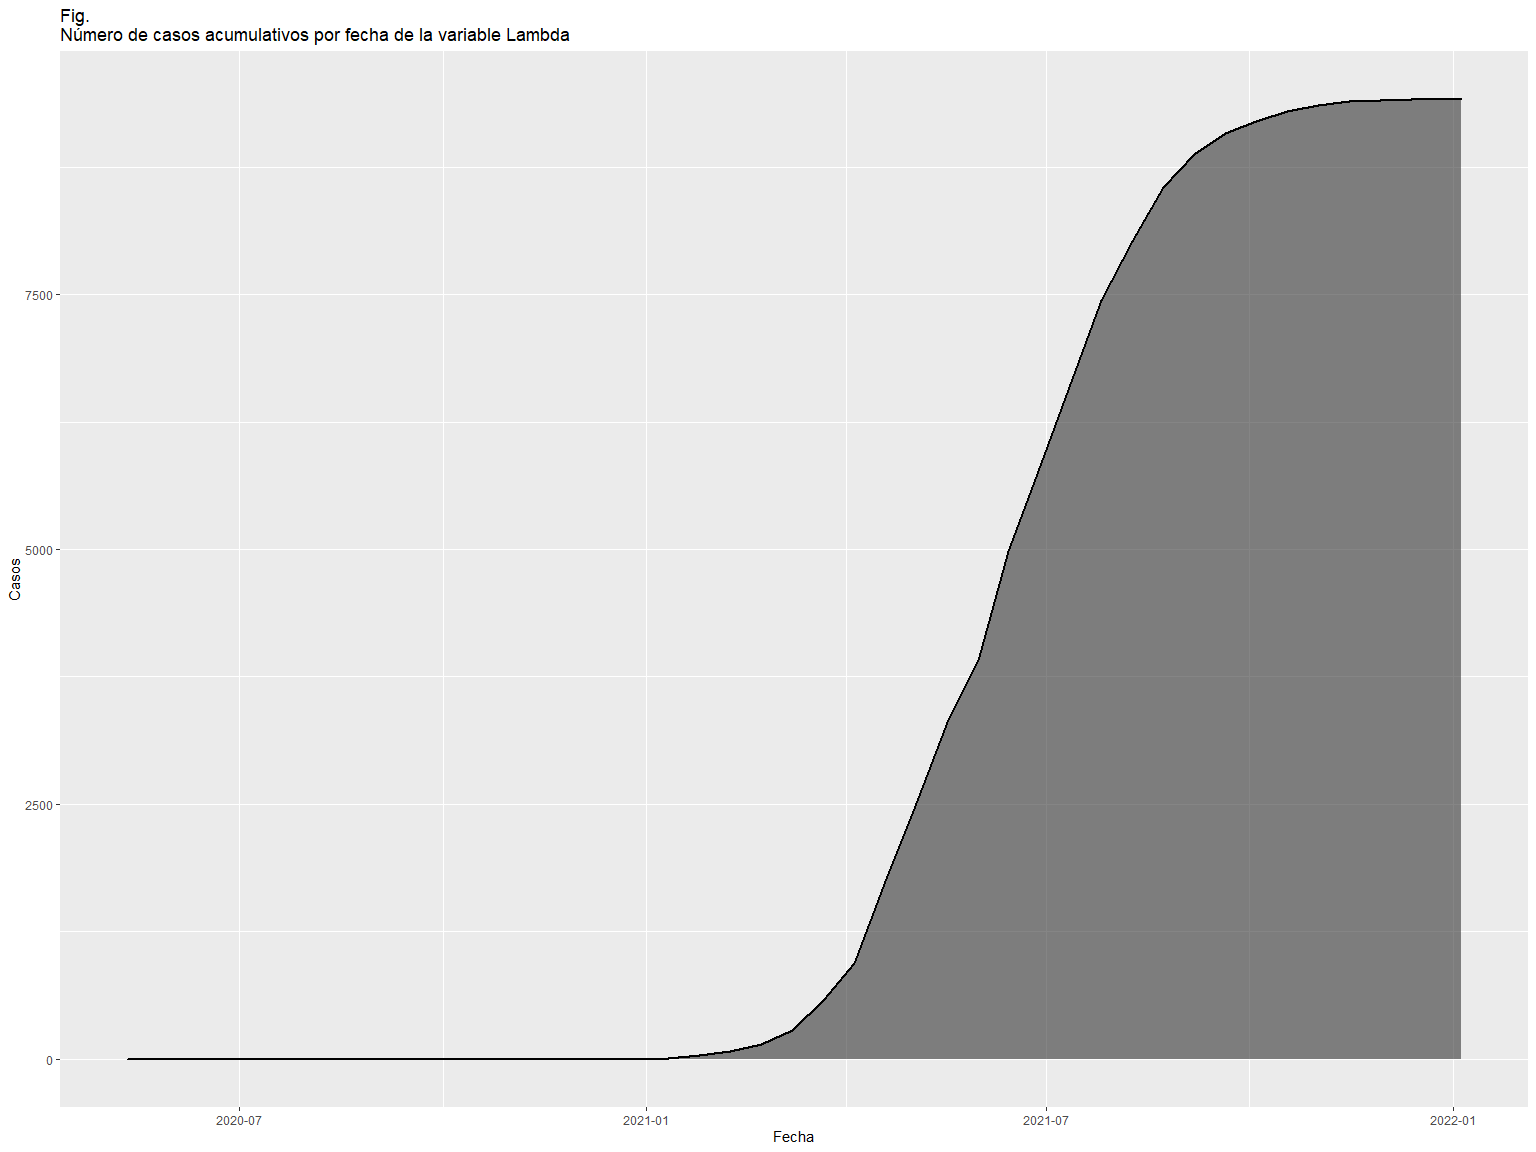 Fig.
Número de casos acumulativos por fecha de la variable Lambda
7500
5000
2500
0
Casos
2020-07
2021-01
2021-07
2022-01
Fecha